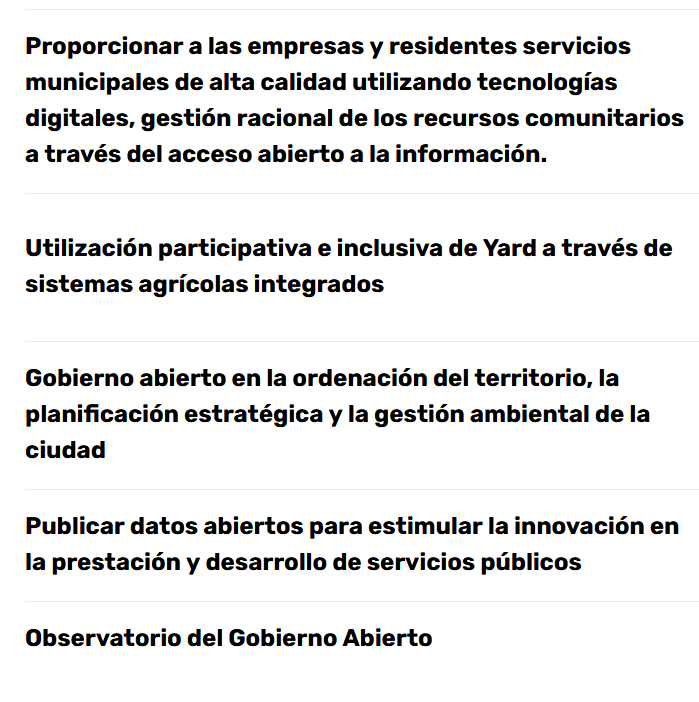 Proporcionar a las empresas y residentes servicios
municipales de alta calidad utilizando tecnologías
digitales, gestión racional de los recursos comunitarios
a través del acceso abierto a la información.
Utilización participativa e inclusiva de Yard a través de
sistemas agrícolas integrados
Gobierno abierto en la ordenación del territorio, la
planificación estratégica y la gestión ambiental de la
ciudad
Publicar datos abiertos para estimular la innovación en
la prestación y desarrollo de servicios públicos
Observatorio del Gobierno Abierto